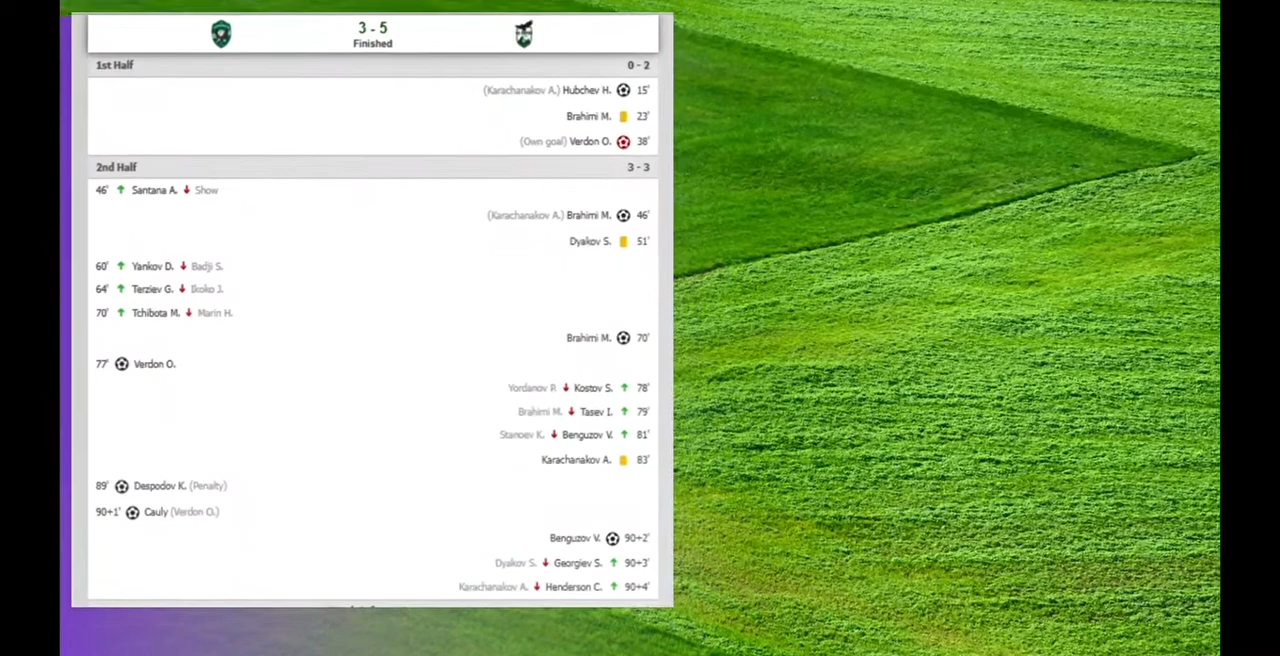 3 - 5
Finished
1st Half 0 - 2
(Karachanakov A.) Hubchev H. 15'
Brahimi M. 23'
(Own goal) Verdon O. 38'
2nd Half 3 - 3
46' Santana A. Show
(Karachanakov A.) Brahimi M. 46'
Dyakov S. 51'
60' Yankov D. Badji S.
64' Terziev G. Ikoko J.
70' Tchibota M. Marin H.
Brahimi M. 70'
77' Verdon O.
Yordanov P. Kostov S. 78'
Brahimi M. Tasev I. 79'
Stanoev K. Benguzov V. 81'
Karachanakov A. 83'
89' Despodov K. (Penalty)
90+1' Cauly (Verdon O.)
Benguzov V. 90+2'
Dyakov S. Georgiev S. 90+3'
Karachanakov A. Henderson C. 90+4'